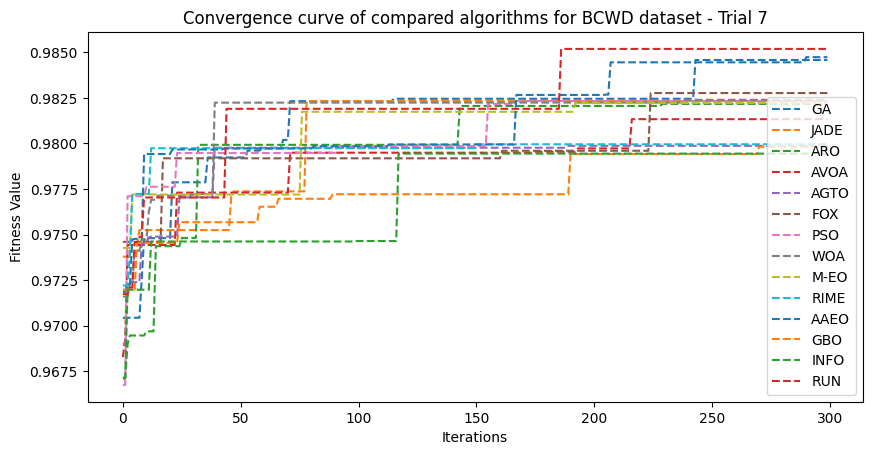 Convergence curve of compared algorithms for BCWD dataset - Trial 7
Fitness Value
0.9850
0.9825
0.9800
0.9775
0.9750
0.9725
0.9700
0.9675
GA
JADE
ARO
AVOA
AGTO
FOX
PSO
WOA
M-EO
RIME
AAEO
GBO
INFO
RUN
0 50 100 150 200 250 300
Iterations